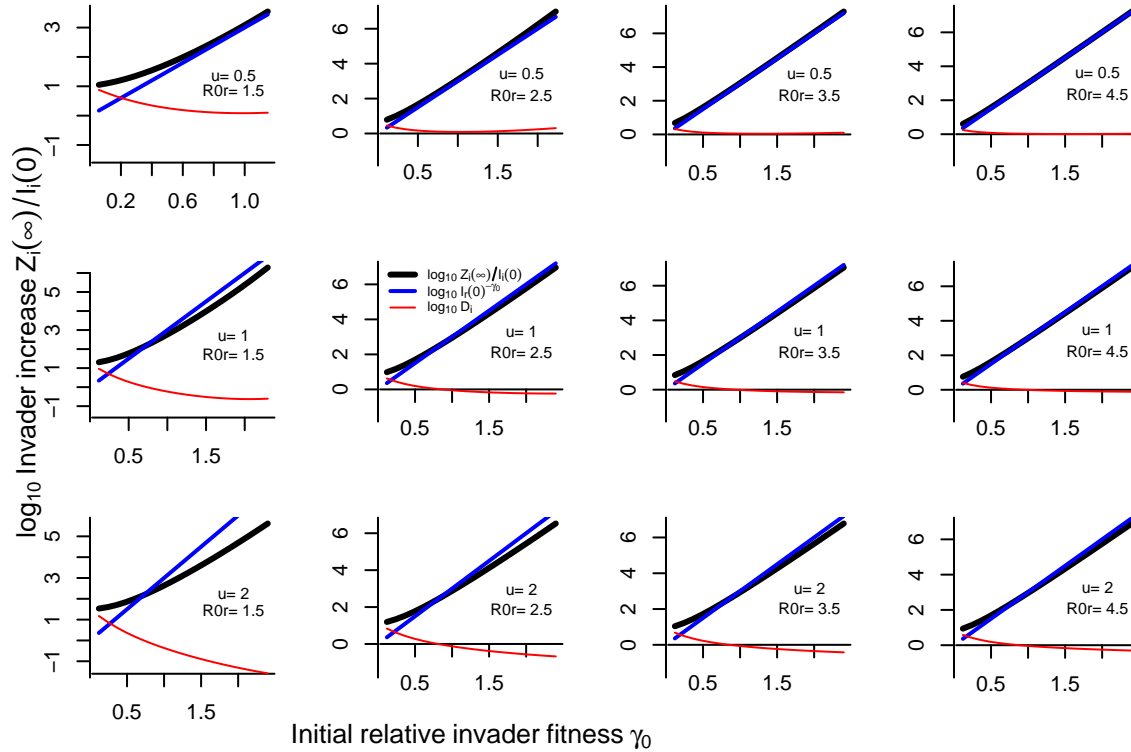 log₁₀ Invader increase Zᵢ(∞)/Iᵢ(0)
3
1
−1
u= 0.5
R0r= 1.5
0.2 0.6 1.0
6
4
2
0
u= 0.5
R0r= 2.5
0.5 1.5
6
4
2
0
u= 0.5
R0r= 3.5
0.5 1.5
6
4
2
0
u= 0.5
R0r= 4.5
0.5 1.5
5
3
1
−1
u= 1
R0r= 1.5
0.5 1.5
6
4
2
0
log₁₀ Zᵢ(∞)/Iᵢ(0)
log₁₀ Iᵣ(0)^−γ₀
log₁₀ Dᵢ
u= 1
R0r= 2.5
0.5 1.5
6
4
2
0
u= 1
R0r= 3.5
0.5 1.5
6
4
2
0
u= 1
R0r= 4.5
0.5 1.5
5
3
1
−1
u= 2
R0r= 1.5
0.5 1.5
6
4
2
0
u= 2
R0r= 2.5
0.5 1.5
6
4
2
0
u= 2
R0r= 3.5
0.5 1.5
6
4
2
0
u= 2
R0r= 4.5
0.5 1.5
Initial relative invader fitness γ₀